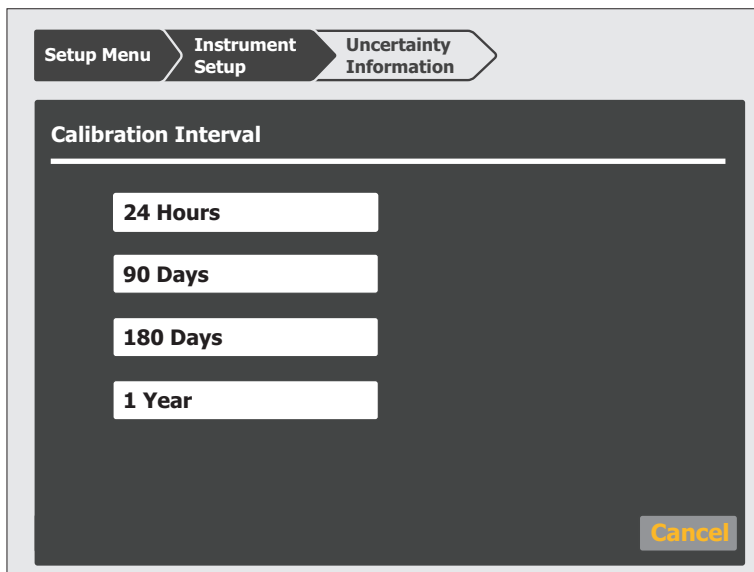 Setup Menu
Instrument
Setup
Uncertainty
Information
Calibration Interval
24 Hours
90 Days
180 Days
1 Year
Cancel